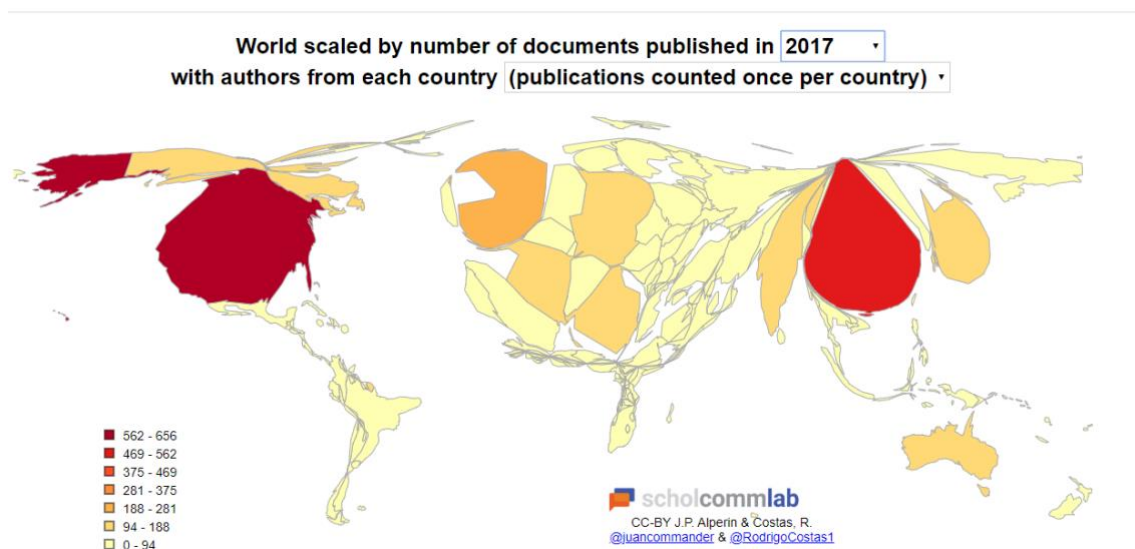 World scaled by number of documents published in 2017
with authors from each country (publications counted once per country)
562 - 656
469 - 562
375 - 469
281 - 375
188 - 281
94 - 188
0 - 94
scholcommlab
CC-BY J.P. Alperin & Costas, R.
@juancommander & @RodrigoCostas1